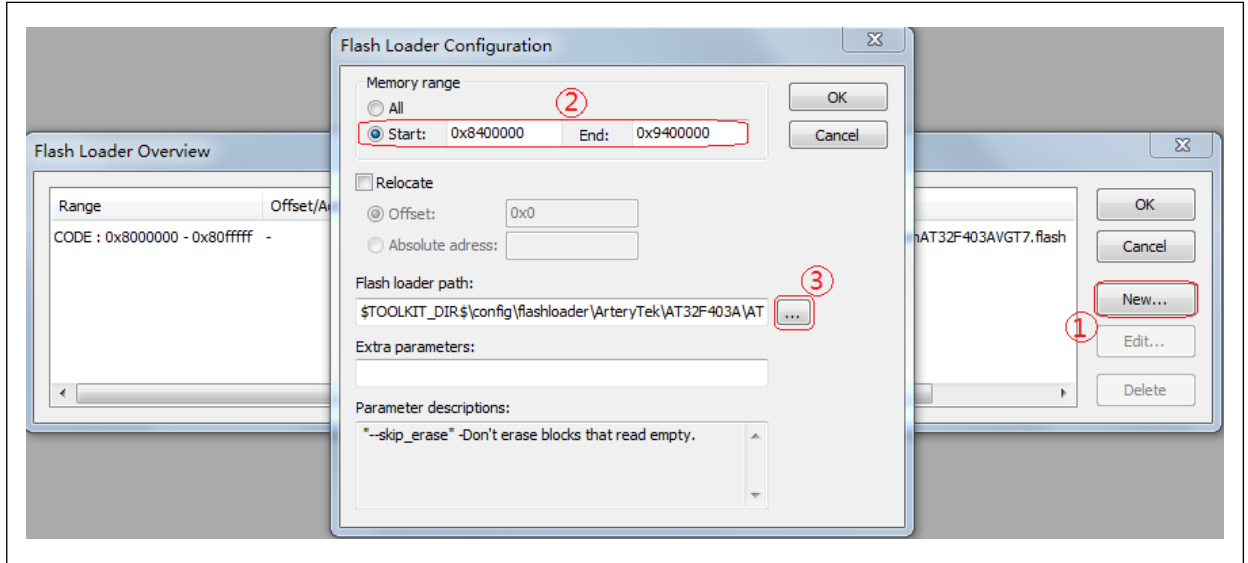 Flash Loader Configuration
Memory range
All
②
Start: 0x8400000 End: 0x9400000
OK
Cancel
Relocate
Offset: 0x0
Absolute adress:
Flash loader path:
③
$TOOLKIT_DIR$\config\flashloader\ArteryTek\AT32F403A\AT ...
Extra parameters:
Parameter descriptions:
"--skip_erase" -Don't erase blocks that read empty.
Flash Loader Overview
Range Offset/A
CODE : 0x8000000 - 0x80fffff - AT32F403AVGT7.flash
OK
Cancel
New...
①
Edit...
Delete